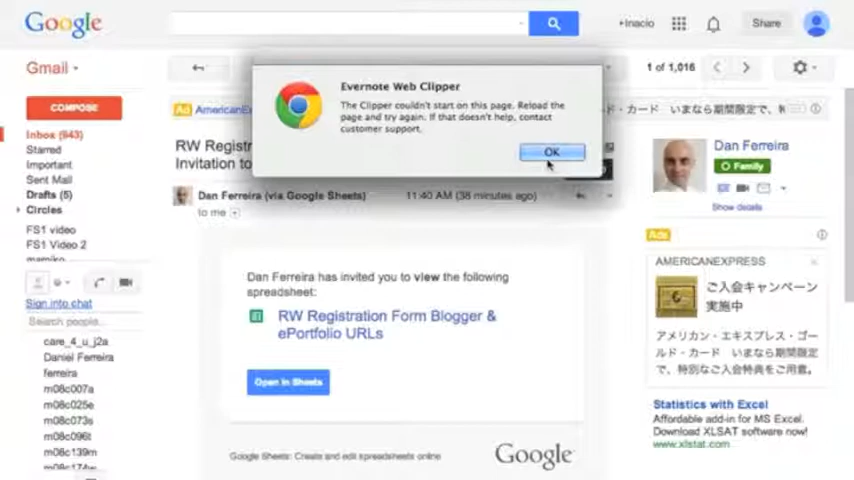 Google
+Inacio
Share
Gmail
1 of 1,016
Evernote Web Clipper
The Clipper couldn't start on this page. Reload the
page and try again. If that doesn't help, contact
customer support.
OK
COMPOSE
Inbox (943)
Starred
Important
Sent Mail
Drafts (5)
Circles
FS1 video
FS1 Video 2
mamiko
Sign into chat
Search people...
care_4_u_j2a
Daniel Ferreira
ferreira
m08c007a
m08c025e
m08c073s
m08c096t
m08c139m
m08c174w
Ad AmericanEx
ド・カード いまなら期間限定で、
RW Registr
Invitation to
Dan Ferreira (via Google Sheets)
11:40 AM (38 minutes ago)
to me
Dan Ferreira has invited you to view the following
spreadsheet:
RW Registration Form Blogger &
ePortfolio URLs
Open in Sheets
Google Sheets: Create and edit spreadsheets online
Google
Dan Ferreira
Family
Show details
Ads
AMERICANEXPRESS
ご入会キャンペーン
実施中
アメリカン・エキスプレス・ゴー
ルド・カード いまなら期間限定
で、特別なご入会特典をご用意。
Statistics with Excel
Affordable add-in for MS Excel.
Download XLSAT software now!
www.xlstat.com